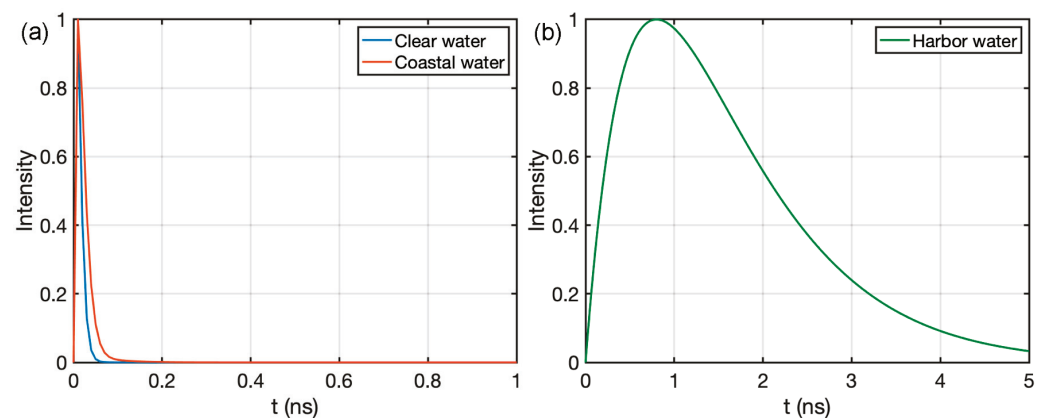 (a)
Clear water
Coastal water
Intensity
1
0.8
0.6
0.4
0.2
0
0 0.2 0.4 0.6 0.8 1
t (ns)
(b)
Harbor water
Intensity
1
0.8
0.6
0.4
0.2
0
0 1 2 3 4 5
t (ns)